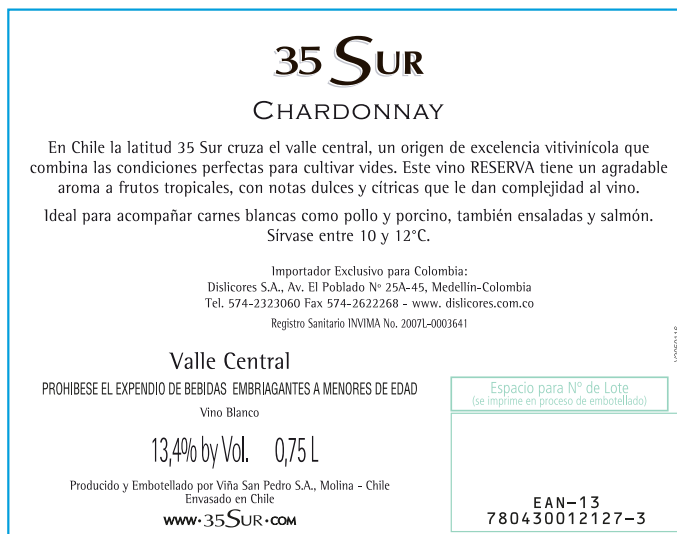 35 SUR
CHARDONNAY
En Chile la latitud 35 Sur cruza el valle central, un origen de excelencia vitivinícola que
combina las condiciones perfectas para cultivar vides. Este vino RESERVA tiene un agradable
aroma a frutos tropicales, con notas dulces y cítricas que le dan complejidad al vino.
Ideal para acompañar carnes blancas como pollo y porcino, también ensaladas y salmón.
Sírvase entre 10 y 12°C.
Importador Exclusivo para Colombia:
Dislicores S.A., Av. El Poblado Nº 25A-45, Medellín-Colombia
Tel. 574-2323060 Fax 574-2622268 - www. dislicores.com.co
Registro Sanitario INVIMA No. 2007L-0003641
Valle Central
PROHIBESE EL EXPENDIO DE BEBIDAS EMBRIAGANTES A MENORES DE EDAD
Vino Blanco
13,4% by Vol. 0,75 L
Producido y Embotellado por Viña San Pedro S.A., Molina - Chile
Envasado en Chile
WWW•35SUR•COM
Espacio para Nº de Lote
(se imprime en proceso de embotellado)
EAN-13
780430012127-3